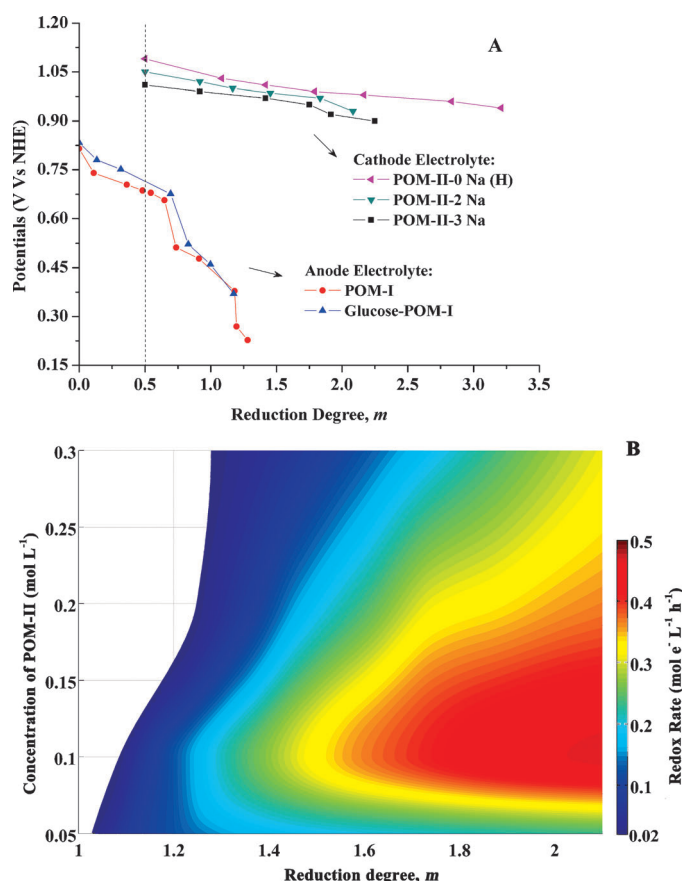 A
1.20
1.05
0.90
0.75
0.60
0.45
0.30
0.15
Potentials (V Vs NHE)
Cathode Electrolyte:
POM-II-0 Na (H)
POM-II-2 Na
POM-II-3 Na
Anode Electrolyte:
POM-I
Glucose-POM-I
0.0 0.5 1.0 1.5 2.0 2.5 3.0 3.5
Reduction Degree, m
B
0.3
0.25
0.2
0.15
0.1
0.05
Concentration of POM-II (mol L⁻¹)
1 1.2 1.4 1.6 1.8 2
Reduction degree, m
0.5
0.4
0.3
0.2
0.1
0.02
Redox Rate (mol e⁻ L⁻¹ h⁻¹)